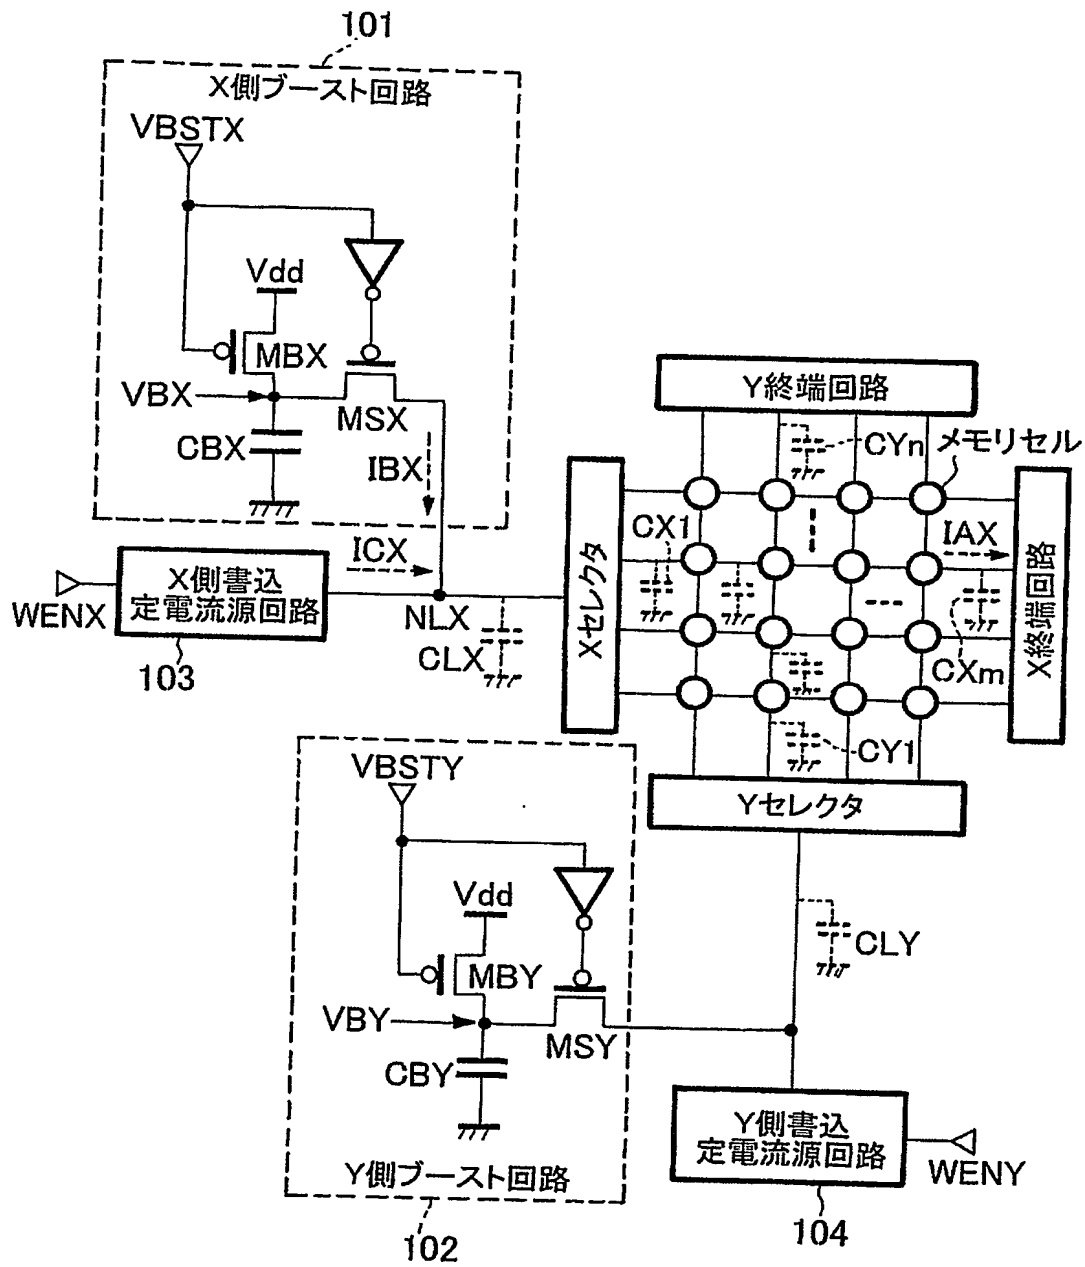 101
X側ブースト回路
VBSTX
Vdd
MBX
VBX
MSX
CBX
IBX
ICX
X側書込
定電流源回路
WENX
103
NLX
CLX
Xセレクタ
Y終端回路
CYn
メモリセル
CX1
IAX
CXm
X終端回路
CY1
Yセレクタ
VBSTY
Vdd
MBY
VBY
MSY
CBY
CLY
Y側ブースト回路
102
Y側書込
定電流源回路
WENY
104